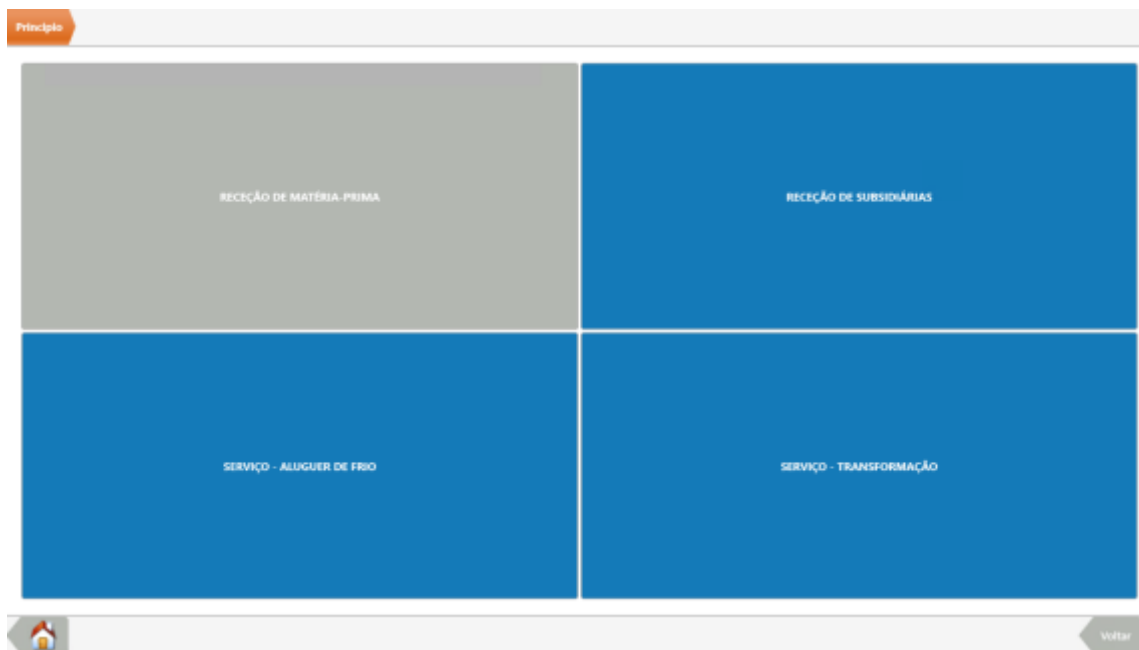 Princípio
RECEÇÃO DE MATÉRIA-PRIMA
RECEÇÃO DE SUBSIDIÁRIAS
SERVIÇO - ALUGUER DE FRIO
SERVIÇO - TRANSFORMAÇÃO
Voltar